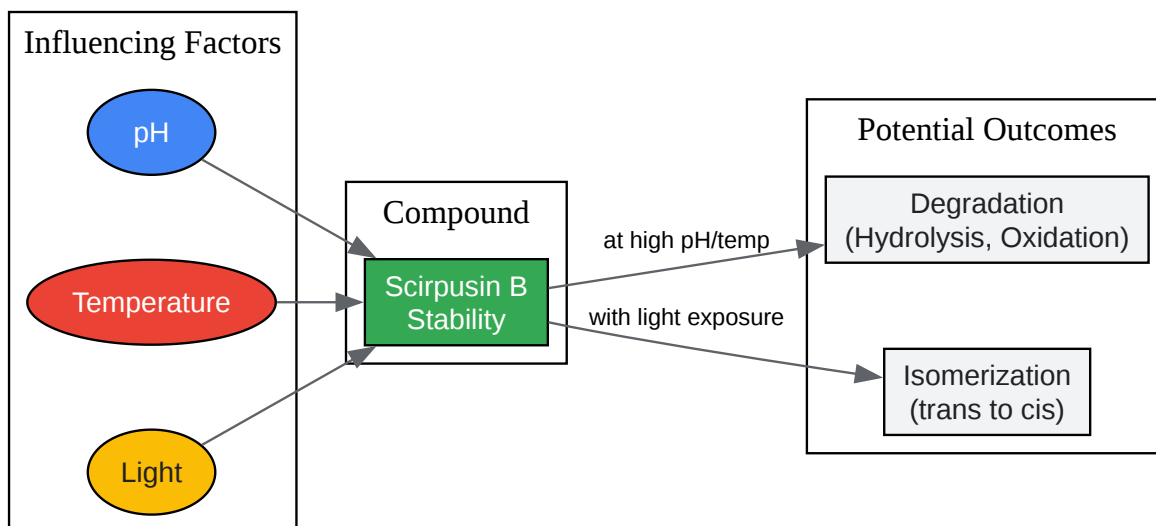 Influencing Factors
pH
Temperature
Light
Compound
Scirpusin B
Stability
at high pH/temp
with light exposure
Potential Outcomes
Degradation
(Hydrolysis, Oxidation)
Isomerization
(trans to cis)